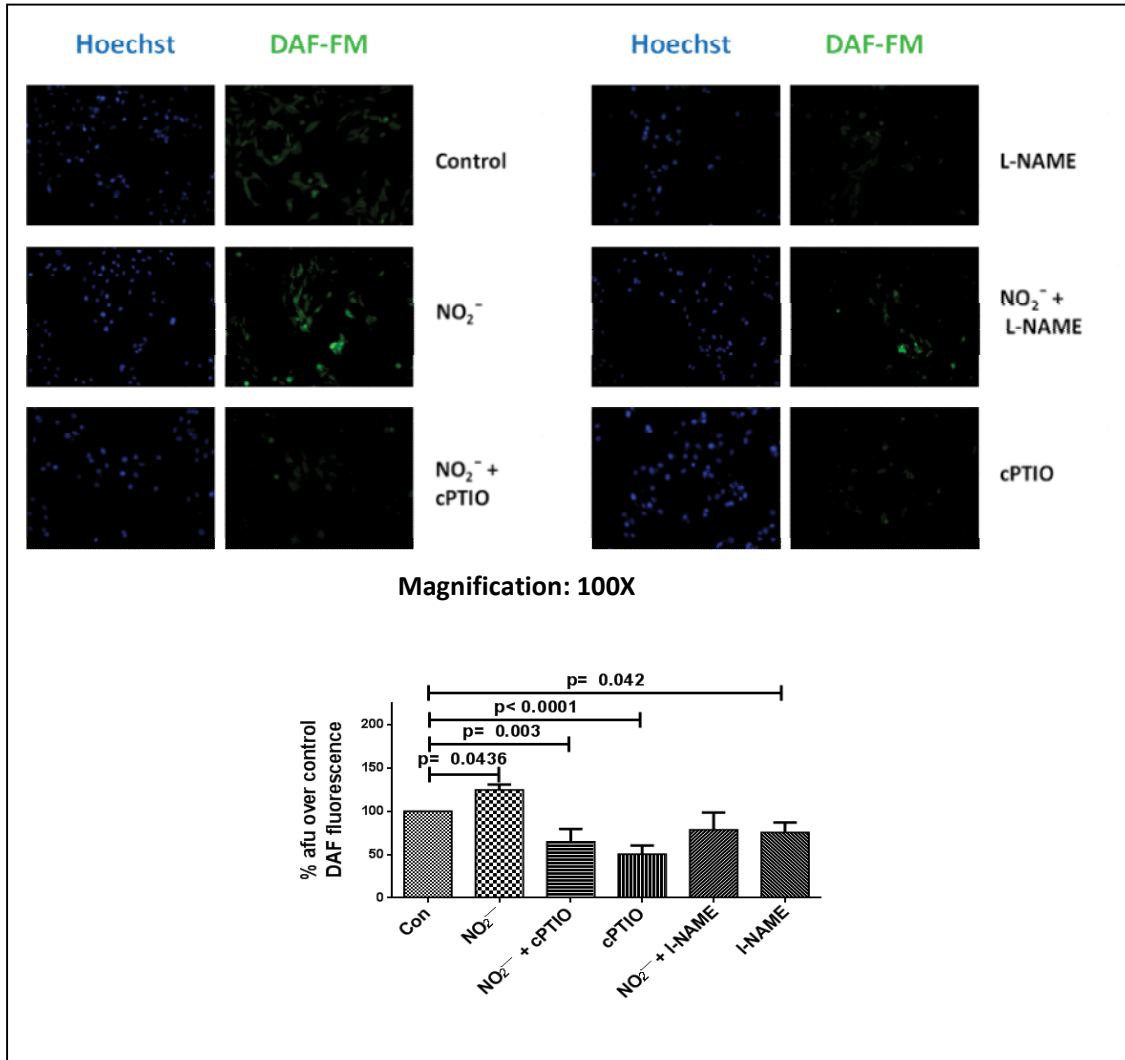 Hoechst DAF-FM Hoechst DAF-FM
Control
L-NAME
NO₂⁻
NO₂⁻ +
L-NAME
NO₂⁻ +
cPTIO
cPTIO
Magnification: 100X
p= 0.042
p< 0.0001
p= 0.003
p= 0.0436
% afu over control
DAF fluorescence
200
150
100
50
0
Con
NO₂⁻
NO₂⁻ + cPTIO
cPTIO
NO₂⁻ + l-NAME
l-NAME